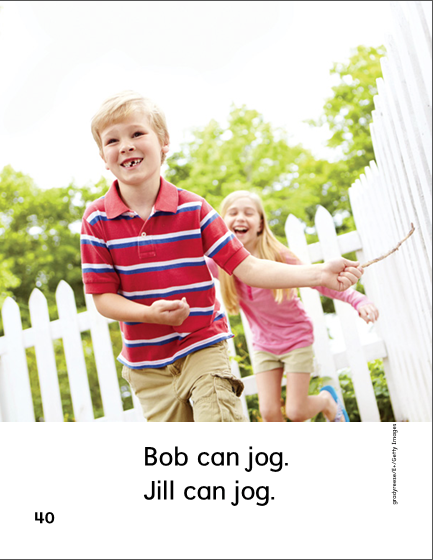 Bob can jog.
Jill can jog.
40
gradyreese/E+/Getty Images